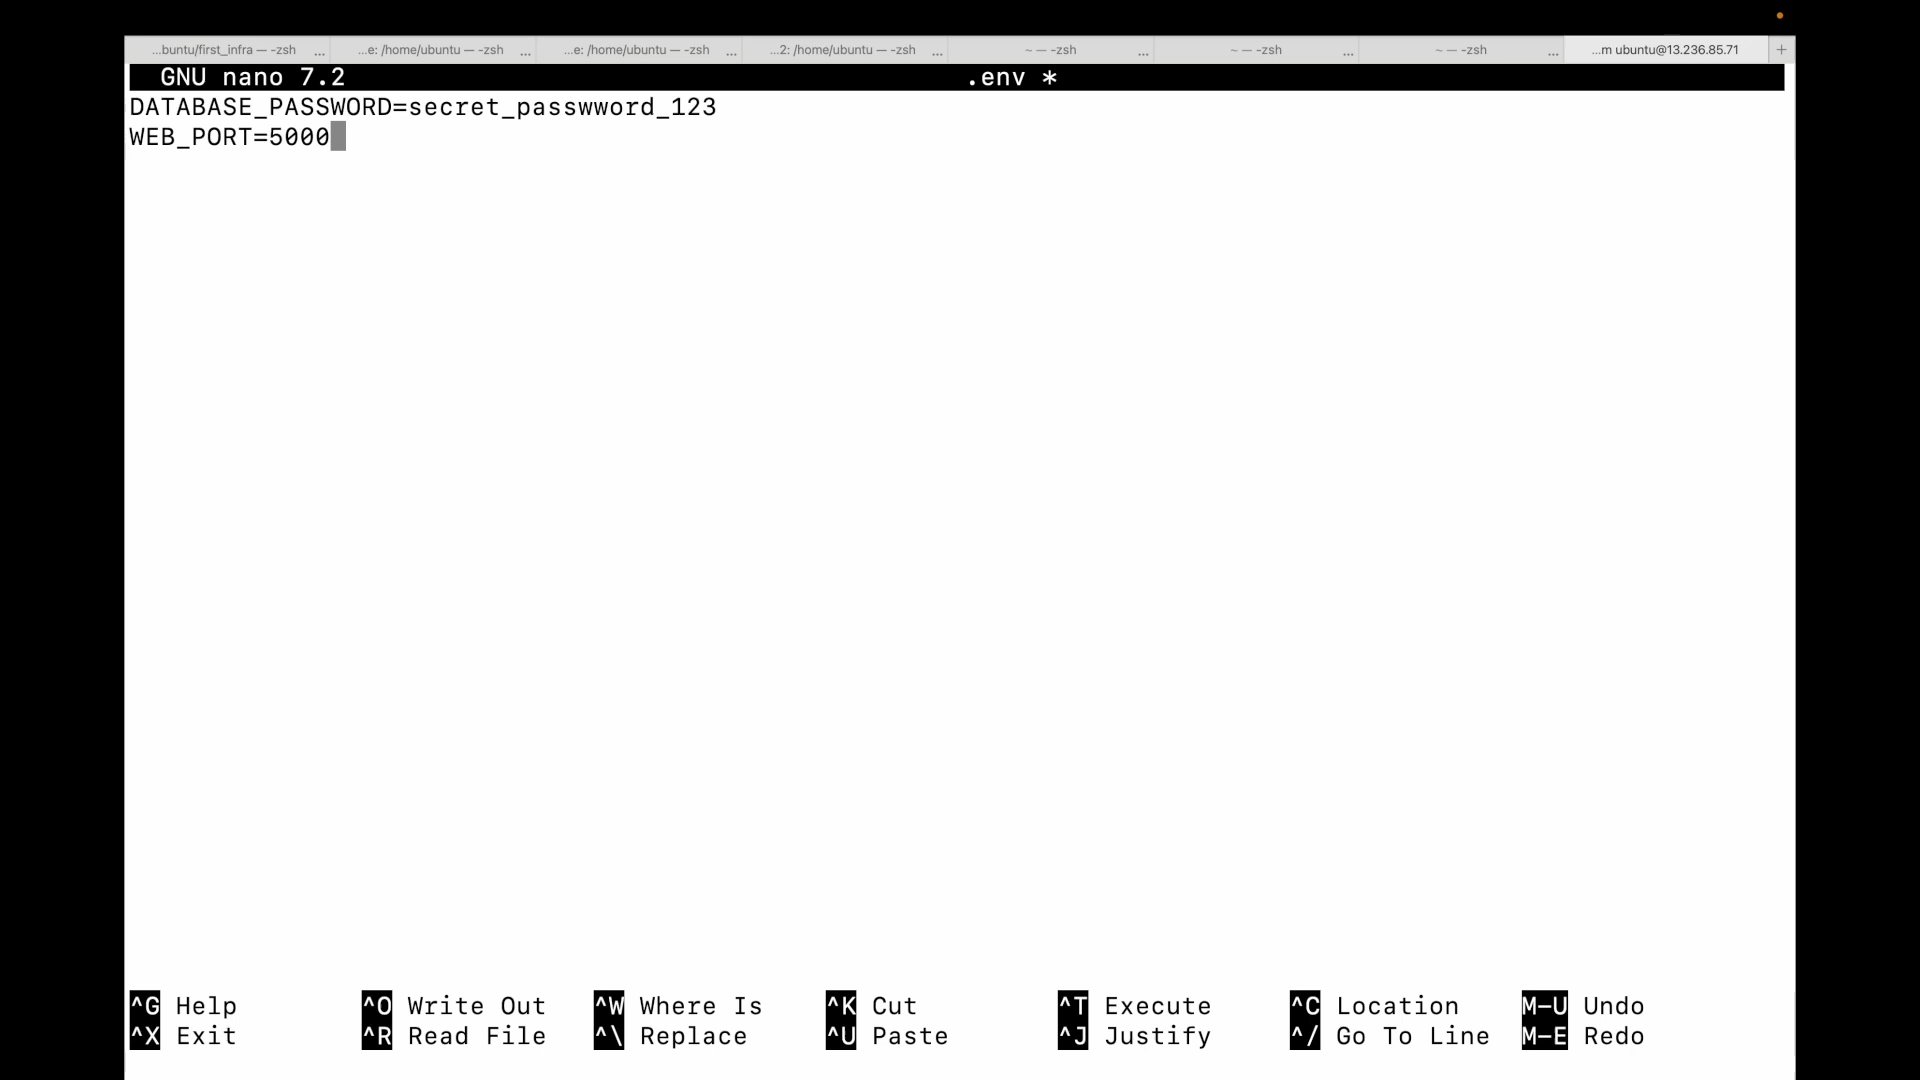 ...buntu/first_infra — -zsh ... ...e: /home/ubuntu — -zsh ... ...e: /home/ubuntu — -zsh ... ...2: /home/ubuntu — -zsh ... ~ — -zsh ... ~ — -zsh ... ~ — -zsh ... ...m ubuntu@13.236.85.71 +
GNU nano 7.2 .env *
DATABASE_PASSWORD=secret_passwword_123
WEB_PORT=5000
^G Help ^O Write Out ^W Where Is ^K Cut ^T Execute ^C Location M-U Undo
^X Exit ^R Read File ^\ Replace ^U Paste ^J Justify ^/ Go To Line M-E Redo